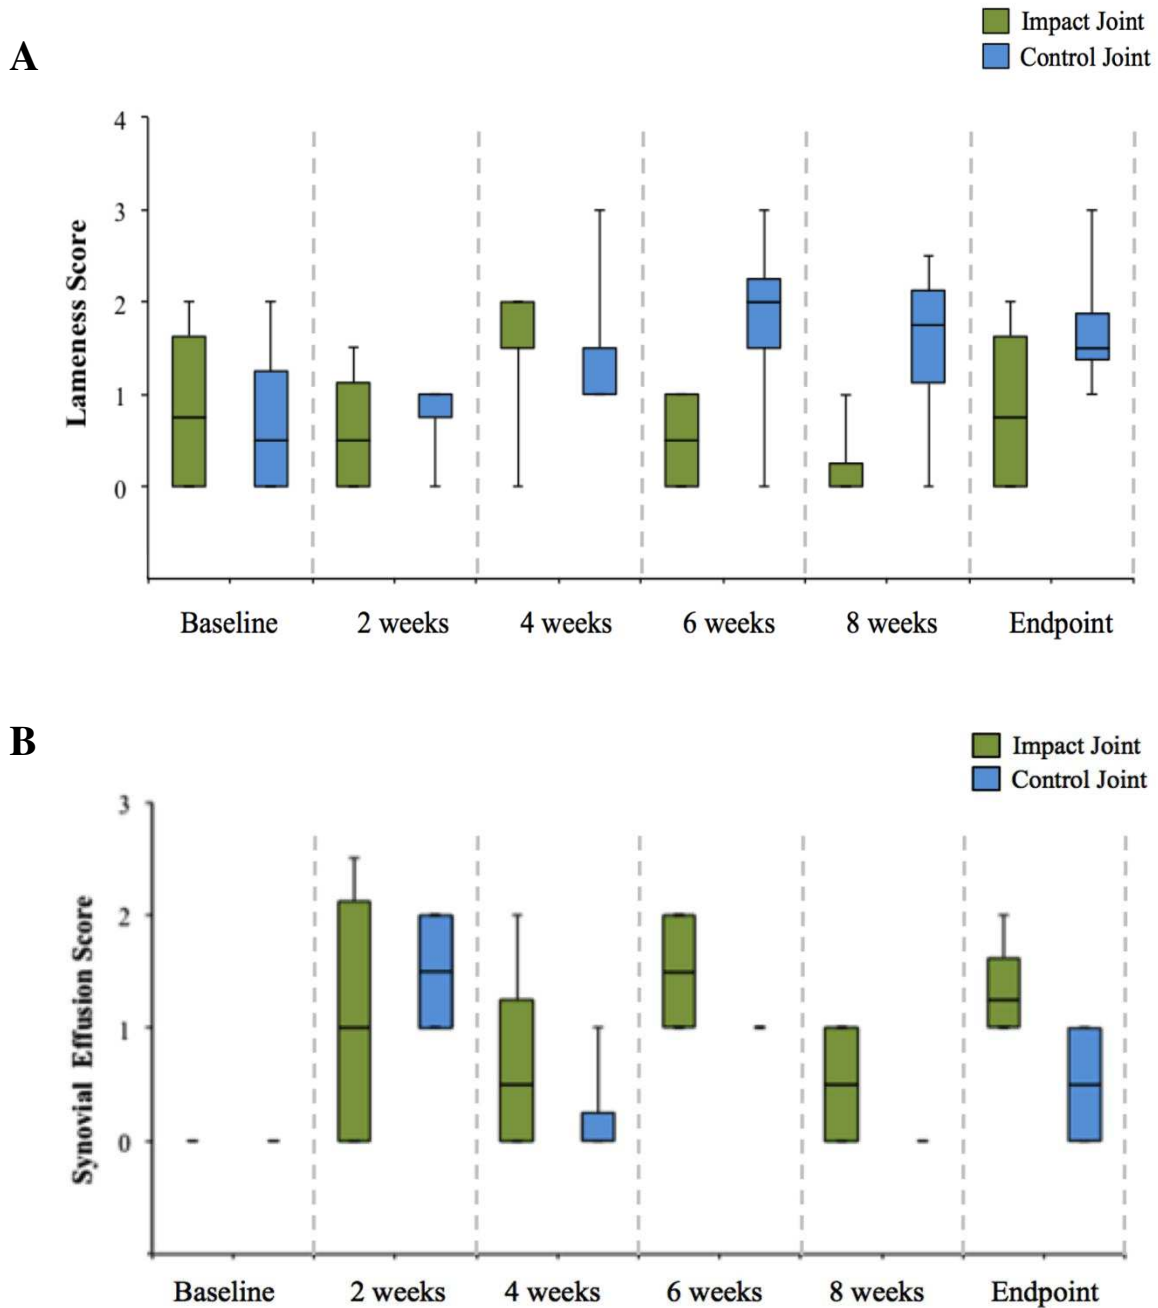 A
Impact Joint
Control Joint
Lameness Score
4
3
2
1
0
Baseline 2 weeks 4 weeks 6 weeks 8 weeks Endpoint
B
Impact Joint
Control Joint
Synovial Effusion Score
3
2
1
0
Baseline 2 weeks 4 weeks 6 weeks 8 weeks Endpoint